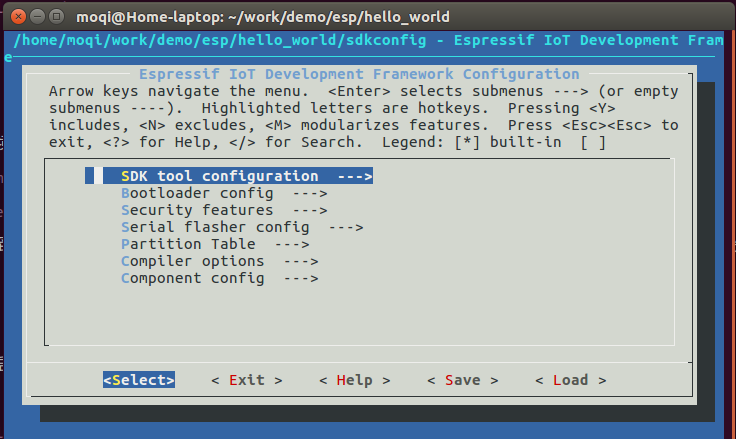 moqi@Home-laptop: ~/work/demo/esp/hello_world
/home/moqi/work/demo/esp/hello_world/sdkconfig - Espressif IoT Development Fram
e
Espressif IoT Development Framework Configuration
Arrow keys navigate the menu.  <Enter> selects submenus ---> (or empty
submenus ----).  Highlighted letters are hotkeys.  Pressing <Y>
includes, <N> excludes, <M> modularizes features.  Press <Esc><Esc> to
exit, <?> for Help, </> for Search.  Legend: [*] built-in  [ ]
SDK tool configuration  --->
Bootloader config  --->
Security features  --->
Serial flasher config  --->
Partition Table  --->
Compiler options  --->
Component config  --->
<Select>    < Exit >    < Help >    < Save >    < Load >